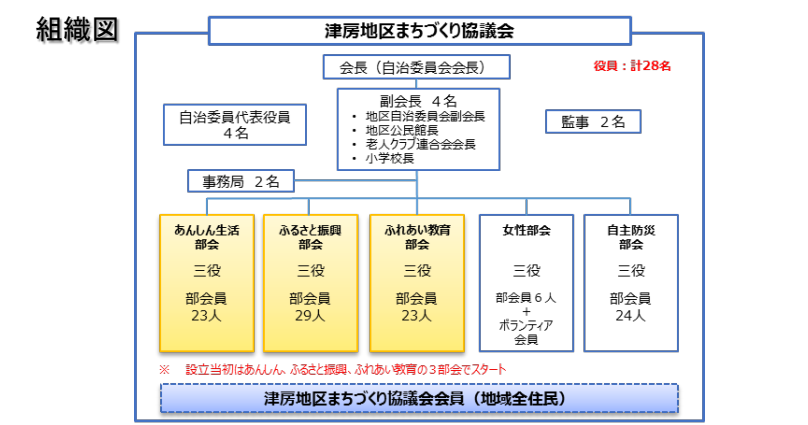 組織図
津房地区まちづくり協議会
会長（自治委員会会長）
役員：計28名
副会長 ４名
• 地区自治委員会副会長
• 地区公民館長
• 老人クラブ連合会会長
• 小学校長
自治委員代表役員
４名
監事 ２名
事務局 ２名
あんしん生活
部会
三役
部会員
23人
ふるさと振興
部会
三役
部会員
29人
ふれあい教育
部会
三役
部会員
23人
女性部会
三役
部会員６人
+
ボランティア
会員
自主防災
部会
三役
部会員
24人
※ 設立当初はあんしん、ふるさと振興、ふれあい教育の３部会でスタート
津房地区まちづくり協議会会員（地域全住民）